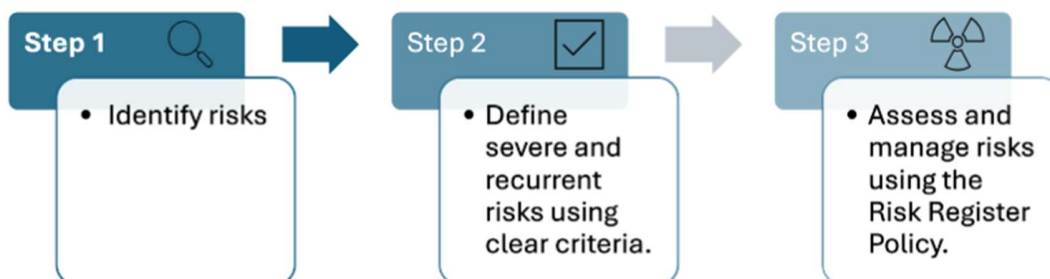 Step 1
• Identify risks
Step 2
• Define
severe and
recurrent
risks using
clear criteria.
Step 3
• Assess and
manage risks
using the
Risk Register
Policy.